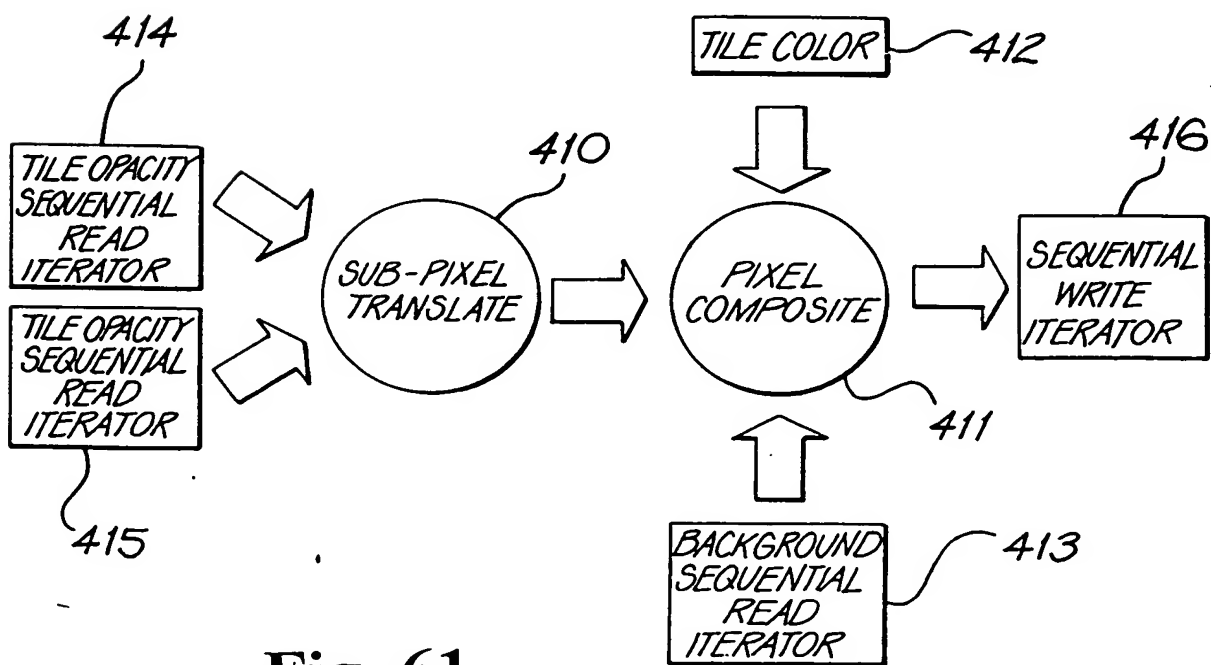 414
TILE OPACITY
SEQUENTIAL
READ
ITERATOR
TILE OPACITY
SEQUENTIAL
READ
ITERATOR
415
410
SUB-PIXEL
TRANSLATE
TILE COLOR
412
PIXEL
COMPOSITE
411
BACKGROUND
SEQUENTIAL
READ
ITERATOR
413
416
SEQUENTIAL
WRITE
ITERATOR
Fig. 61